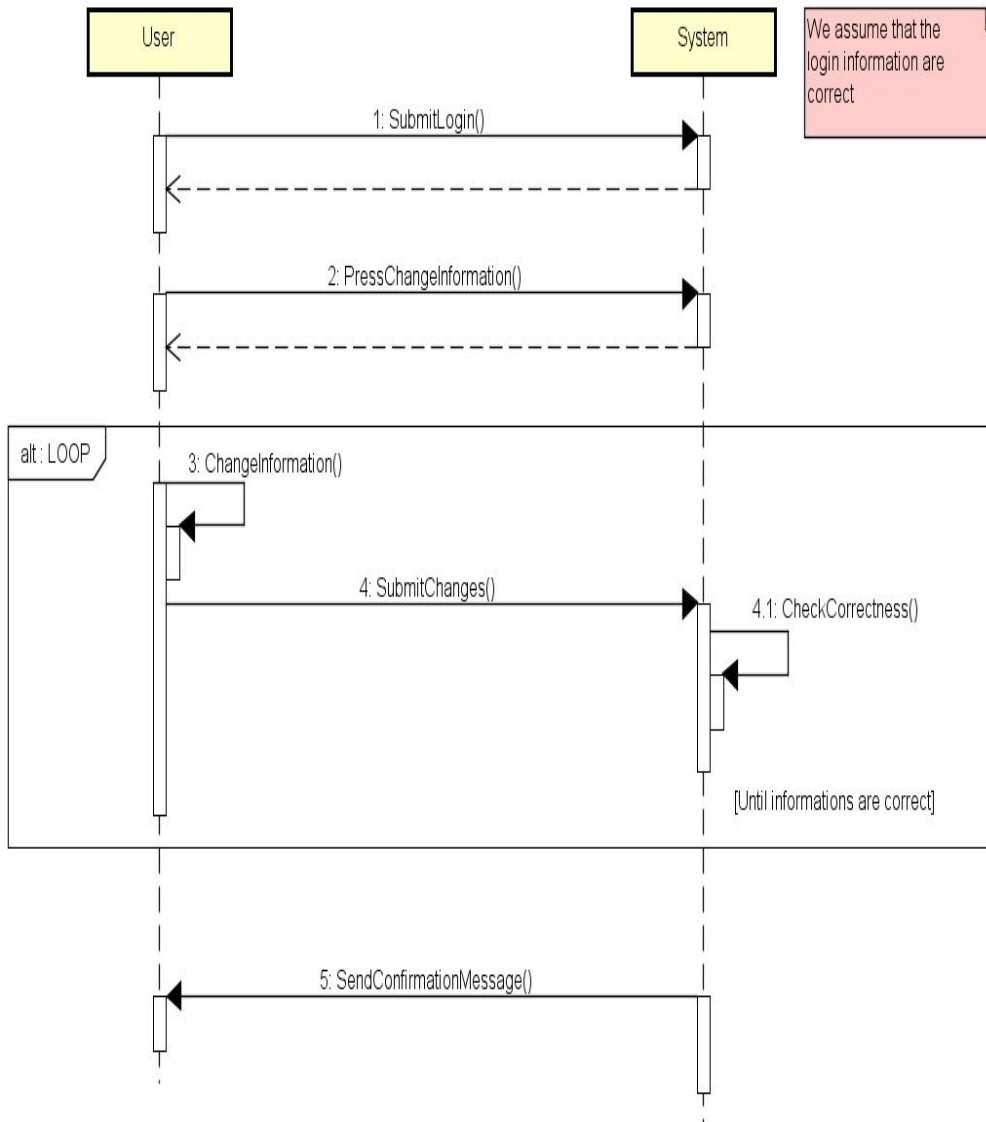 User
System
We assume that the
login information are
correct
1: SubmitLogin()
2: PressChangeInformation()
alt : LOOP
3: ChangeInformation()
4: SubmitChanges()
4.1: CheckCorrectness()
[Until informations are correct]
5: SendConfirmationMessage()